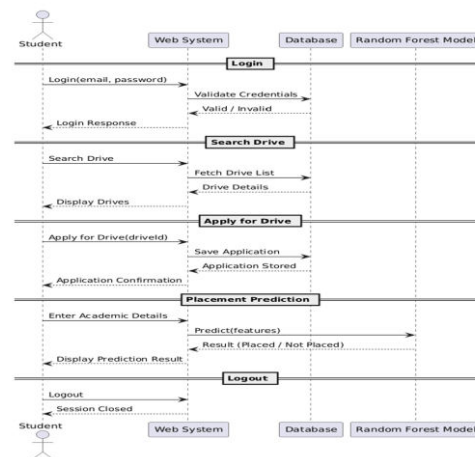 Student
Web System
Database
Random Forest Model
Login
Login(email, password)
Validate Credentials
Valid / Invalid
Login Response
Search Drive
Search Drive
Fetch Drive List
Drive Details
Display Drives
Apply for Drive
Apply for Drive(driveId)
Save Application
Application Stored
Application Confirmation
Placement Prediction
Enter Academic Details
Predict(features)
Result (Placed / Not Placed)
Display Prediction Result
Logout
Logout
Session Closed
Student
Web System
Database
Random Forest Model